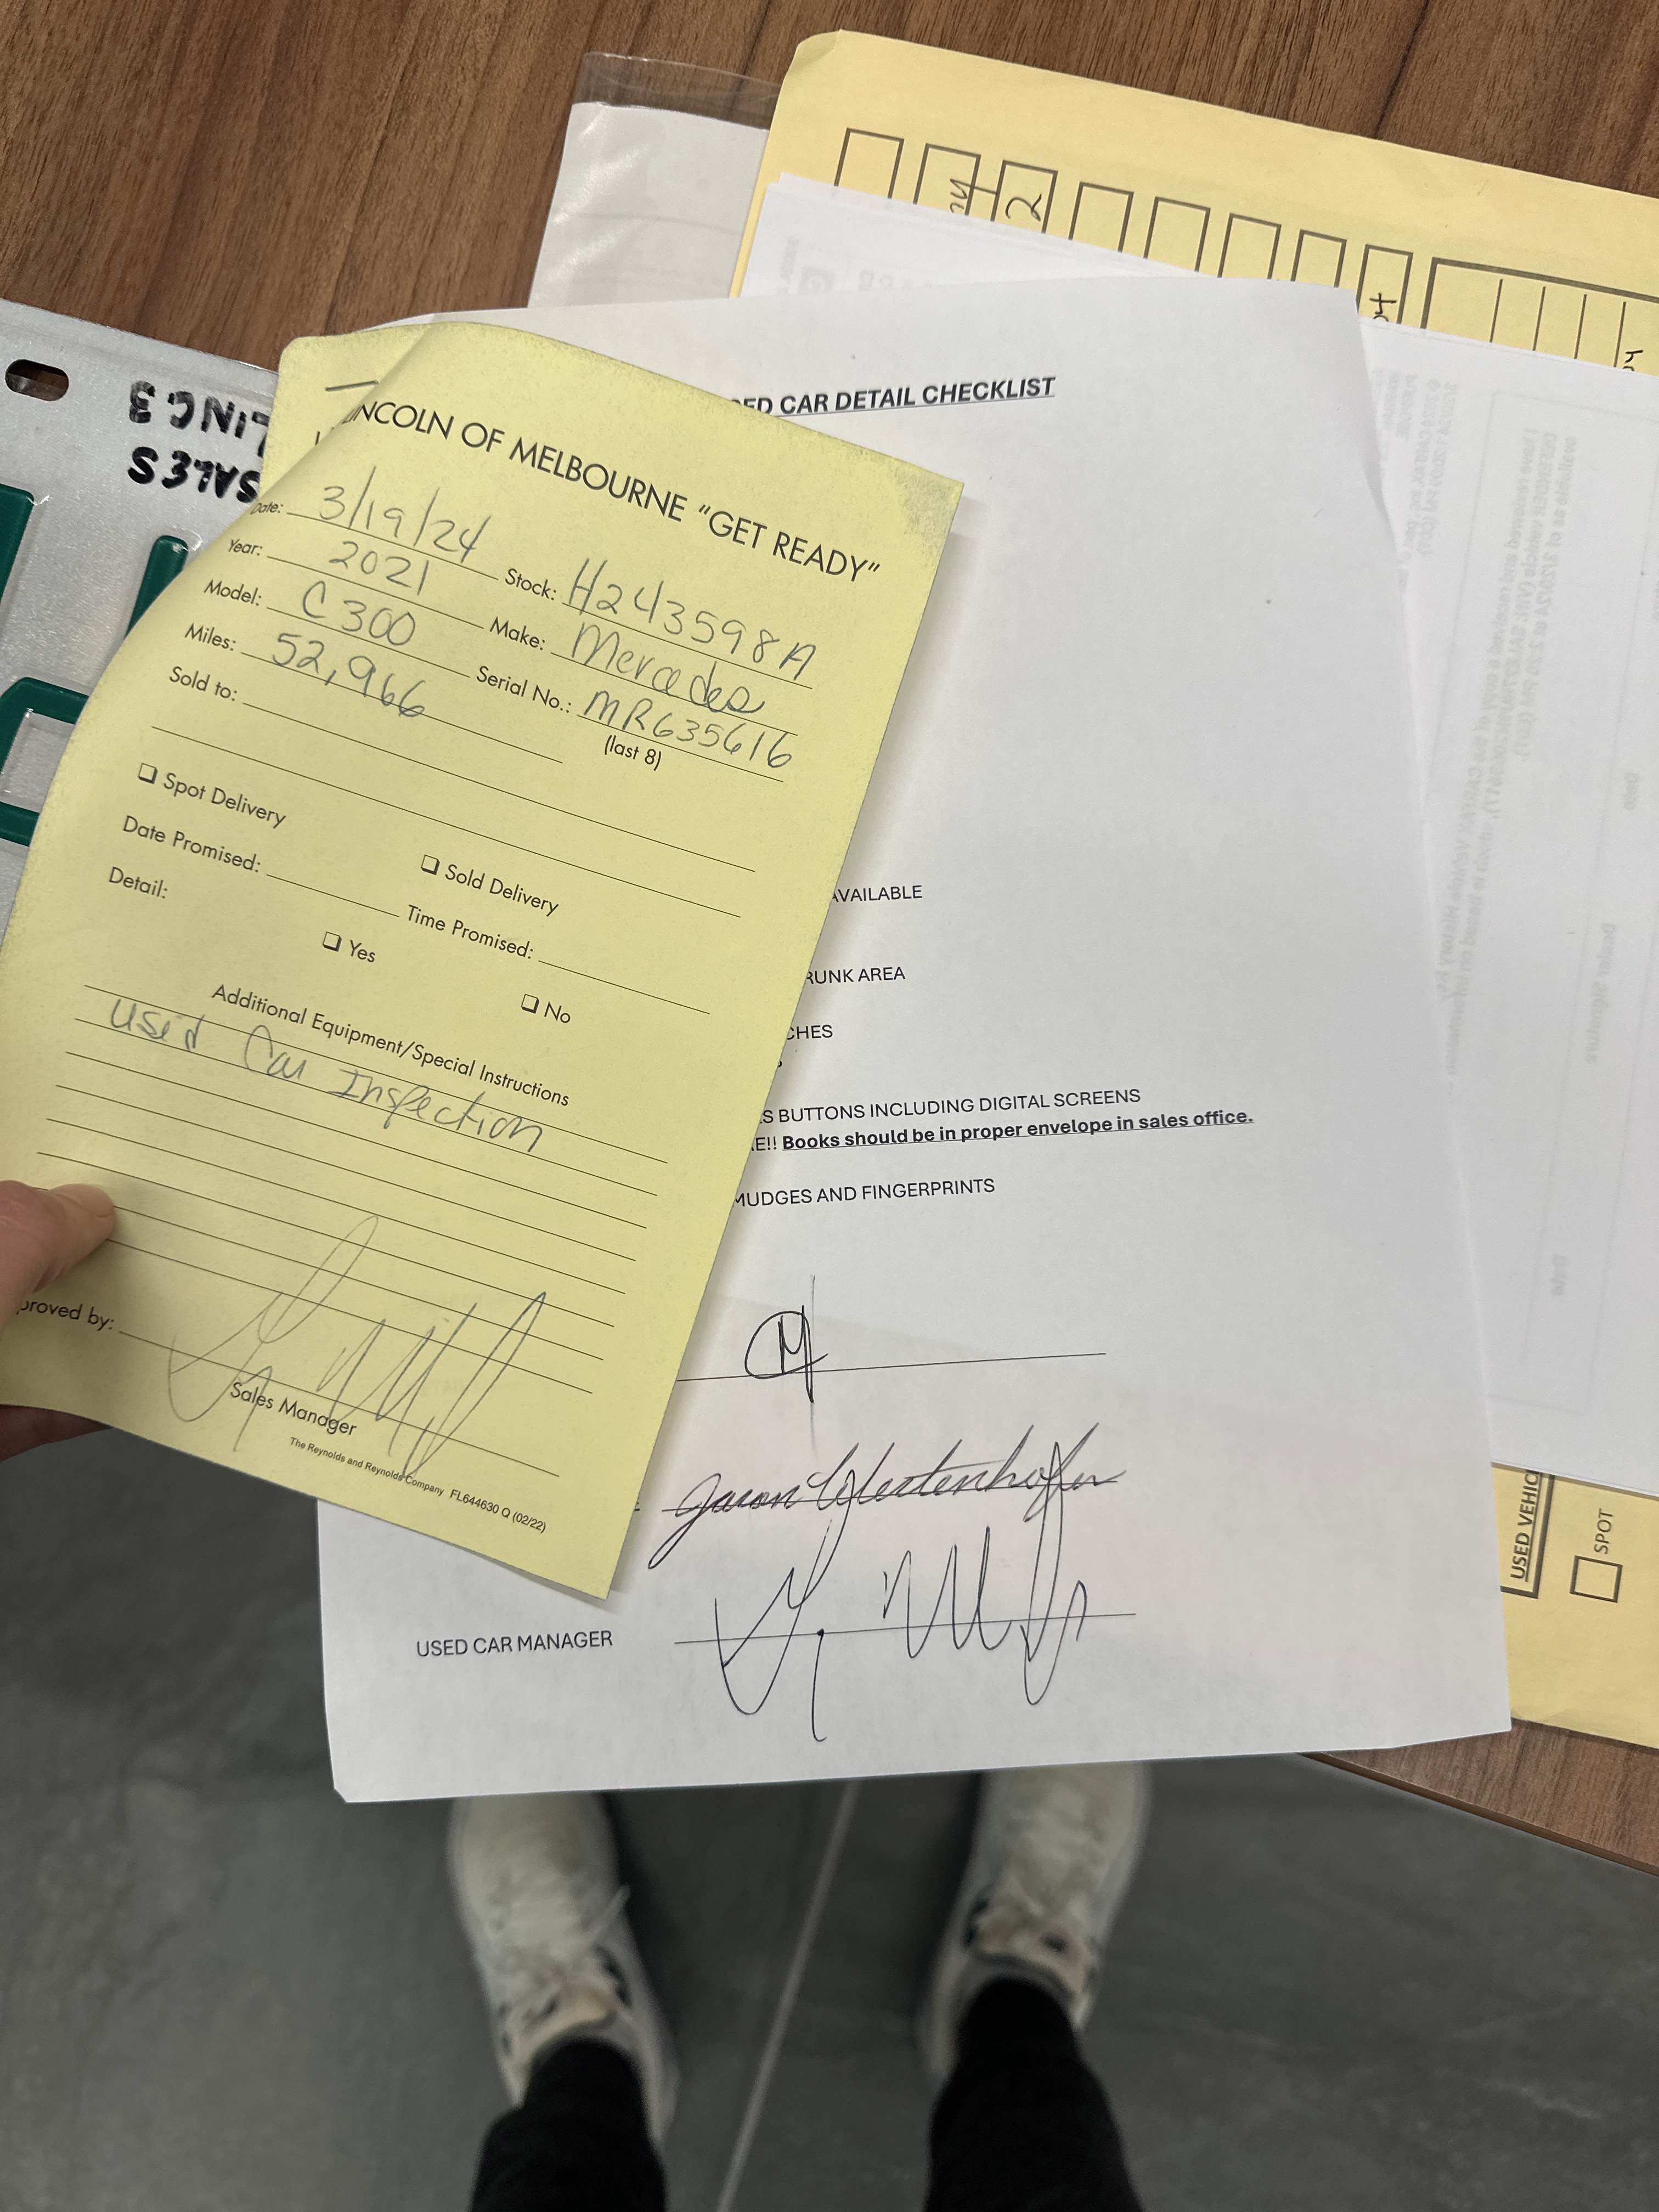 LINCOLN OF MELBOURNE "GET READY"
Date: 3/19/24 Stock: H243598A
Year: 2021 Make: Mercedes
Model: C300 Serial No.: MR635616
(last 8)
Miles: 52,966
Sold to:
❏ Spot Delivery ❏ Sold Delivery
Date Promised: Time Promised:
Detail: ❏ Yes ❏ No
Additional Equipment/Special Instructions
Used Car Inspection
proved by:
Sales Manager
The Reynolds and Reynolds Company FL644630 Q (02/22)
ED CAR DETAIL CHECKLIST
AVAILABLE
RUNK AREA
CHES
S BUTTONS INCLUDING DIGITAL SCREENS
E!! Books should be in proper envelope in sales office.
MUDGES AND FINGERPRINTS
Jason Westenhofer
USED CAR MANAGER
SALES
USED VEHIC
SPOT